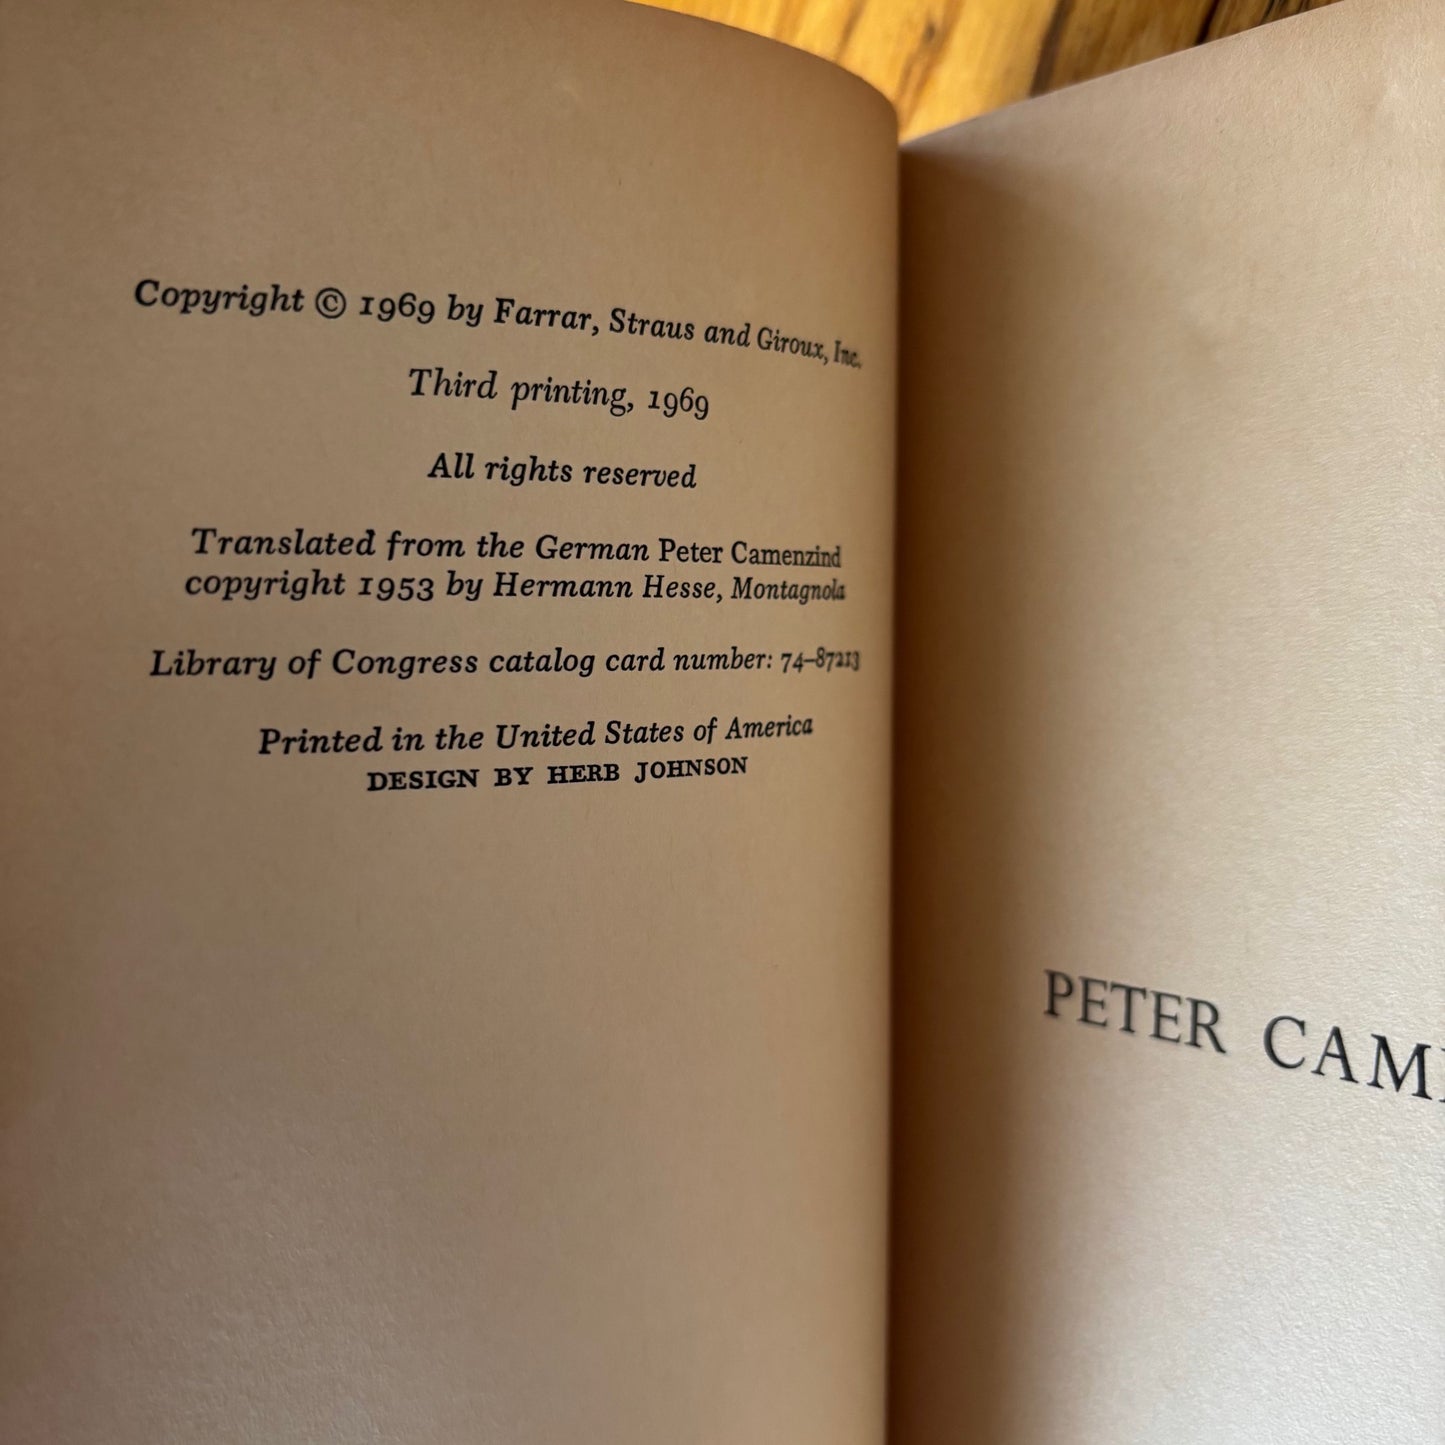 Copyright © 1969 by Farrar, Straus and Giroux, Inc.
Third printing, 1969
All rights reserved
Translated from the German Peter Camenzind
copyright 1953 by Hermann Hesse, Montagnola
Library of Congress catalog card number: 74–87213
Printed in the United States of America
DESIGN BY HERB JOHNSON
PETER CAM